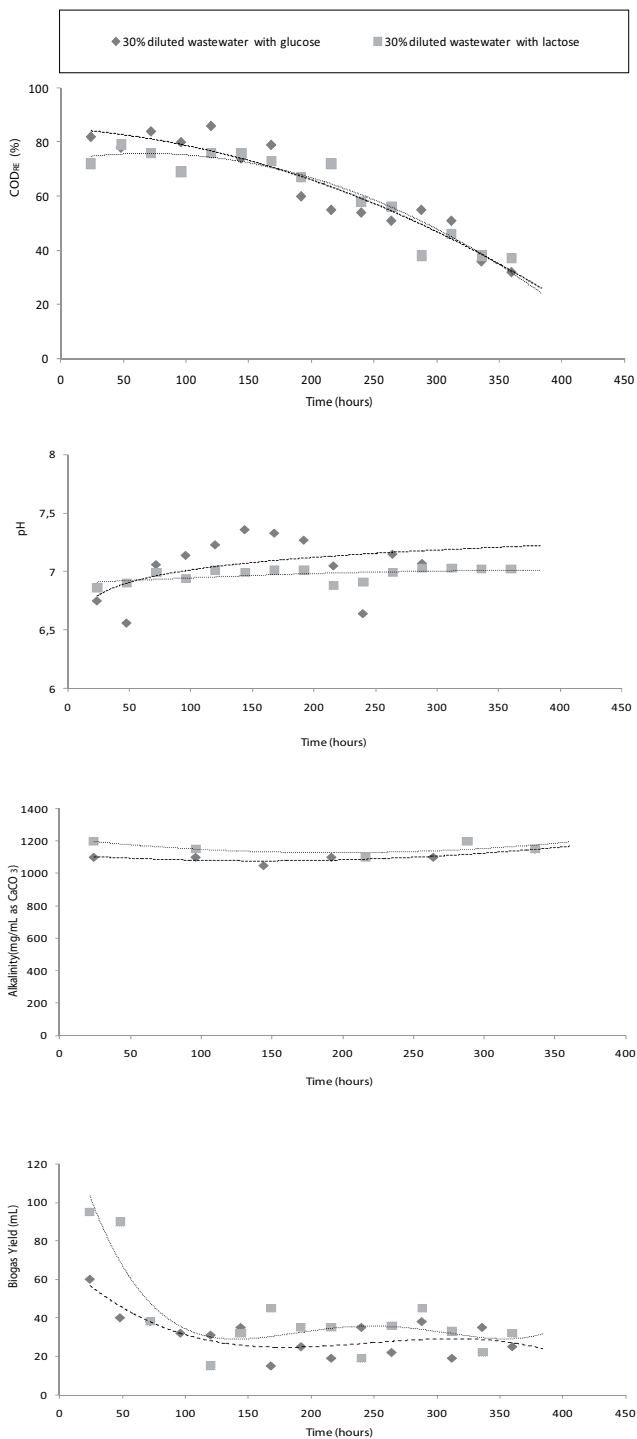 30% diluted wastewater with glucose
30% diluted wastewater with lactose
100
80
60
40
20
0
COD_RE (%)
0 50 100 150 200 250 300 350 400 450
Time (hours)
8
7,5
7
6,5
6
pH
0 50 100 150 200 250 300 350 400 450
Time (hours)
1400
1200
1000
800
600
400
200
0
Alkalinity(mg/mL as CaCO 3)
0 50 100 150 200 250 300 350 400
Time (hours)
120
100
80
60
40
20
0
Biogas Yield (mL)
0 50 100 150 200 250 300 350 400 450
Time (hours)